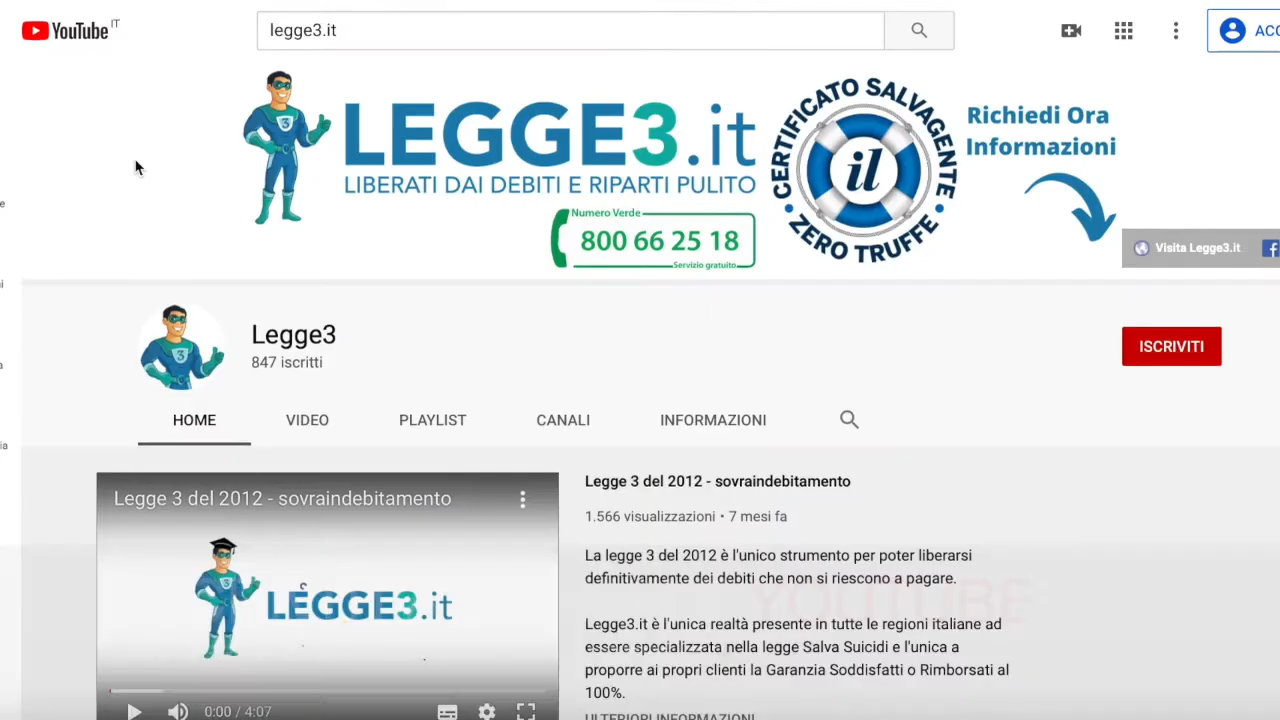 YouTube IT
legge3.it
ACC
LEGGE3.it
LIBERATI DAI DEBITI E RIPARTI PULITO
Numero Verde
800 66 25 18
Servizio gratuito
CERTIFICATO SALVAGENTE
il
ZERO TRUFFE
Richiedi Ora
Informazioni
Visita Legge3.it
3
Legge3
847 iscritti
ISCRIVITI
HOME
VIDEO
PLAYLIST
CANALI
INFORMAZIONI
Legge 3 del 2012 - sovraindebitamento
LEGGE3.it
0:00 / 4:07
Legge 3 del 2012 - sovraindebitamento
1.566 visualizzazioni • 7 mesi fa
La legge 3 del 2012 è l'unico strumento per poter liberarsi
definitivamente dei debiti che non si riescono a pagare.
Legge3.it è l'unica realtà presente in tutte le regioni italiane ad
essere specializzata nella legge Salva Suicidi e l'unica a
proporre ai propri clienti la Garanzia Soddisfatti o Rimborsati al
100%.
ULTERIORI INFORMAZIONI
YOUTUBE